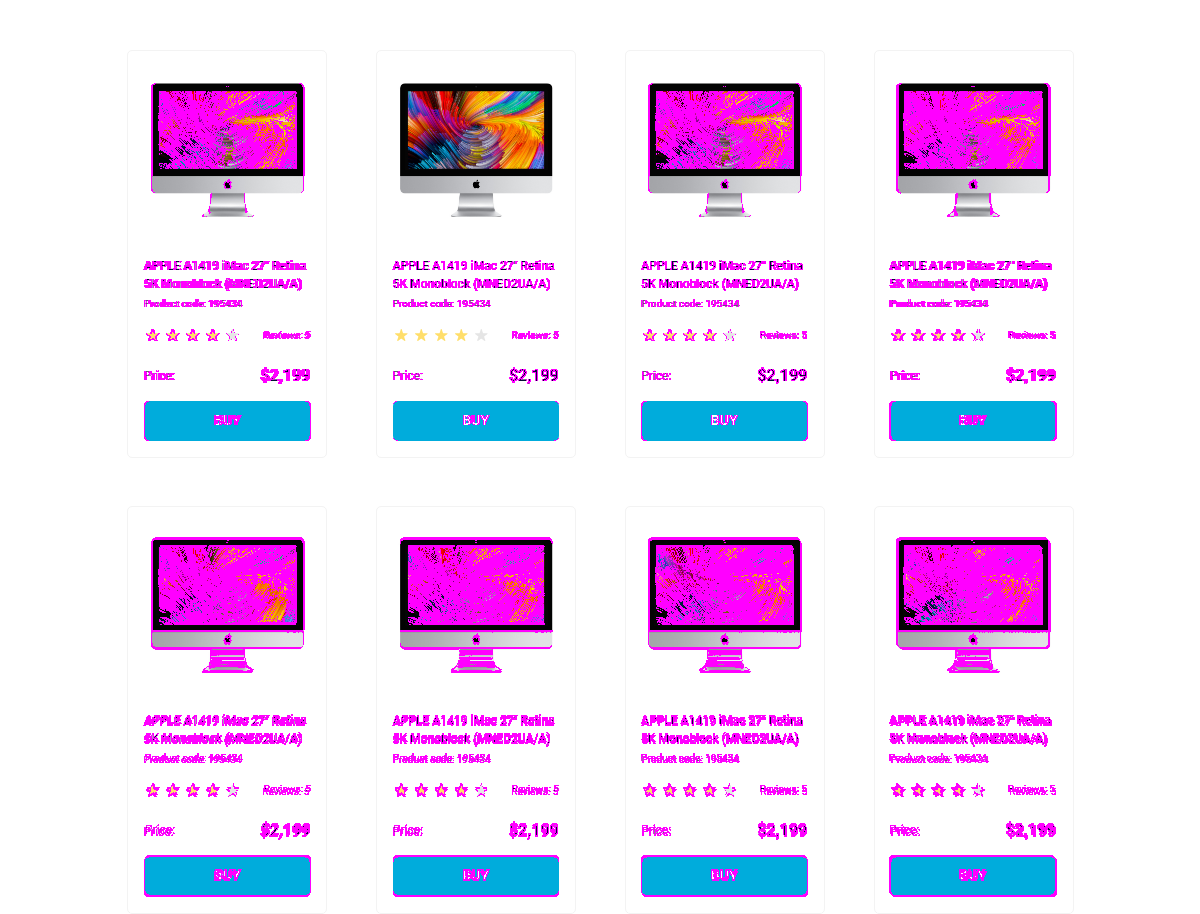 APPLE A1419 iMac 27" Retina
5K Monoblock (MNED2UA/A)
Product code: 195434
Reviews: 5
Price:
$2,199
BUY
APPLE A1419 iMac 27" Retina
5K Monoblock (MNED2UA/A)
Product code: 195434
Reviews: 5
Price:
$2,199
BUY
APPLE A1419 iMac 27" Retina
5K Monoblock (MNED2UA/A)
Product code: 195434
Reviews: 5
Price:
$2,199
BUY
APPLE A1419 iMac 27" Retina
5K Monoblock (MNED2UA/A)
Product code: 195434
Reviews: 5
Price:
$2,199
BUY
APPLE A1419 iMac 27" Retina
5K Monoblock (MNED2UA/A)
Product code: 195434
Reviews: 5
Price:
$2,199
BUY
APPLE A1419 iMac 27" Retina
5K Monoblock (MNED2UA/A)
Product code: 195434
Reviews: 5
Price:
$2,199
BUY
APPLE A1419 iMac 27" Retina
5K Monoblock (MNED2UA/A)
Product code: 195434
Reviews: 5
Price:
$2,199
BUY
APPLE A1419 iMac 27" Retina
5K Monoblock (MNED2UA/A)
Product code: 195434
Reviews: 5
Price:
$2,199
BUY